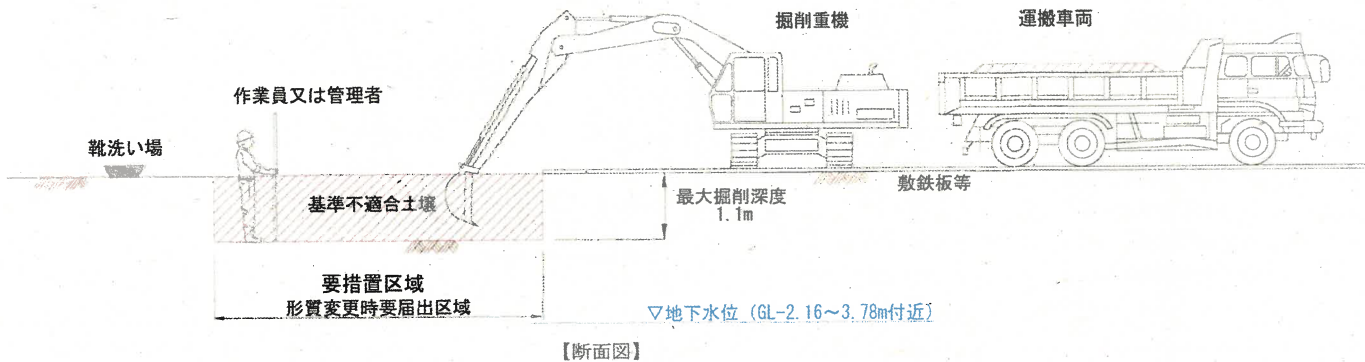 掘削重機
運搬車両
作業員又は管理者
靴洗い場
基準不適合土壌
最大掘削深度
1.1m
敷鉄板等
要措置区域
形質変更時要届出区域
▽地下水位（GL-2.16～3.78m付近）
【断面図】